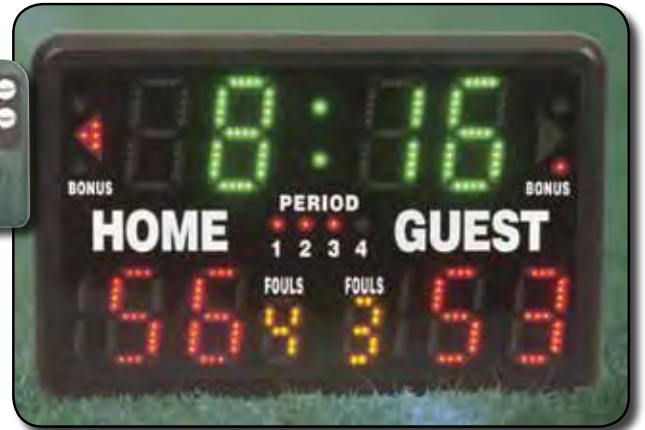 8:16
BONUS BONUS
PERIOD
HOME 1 2 3 4 GUEST
FOULS FOULS
56 4 3 53